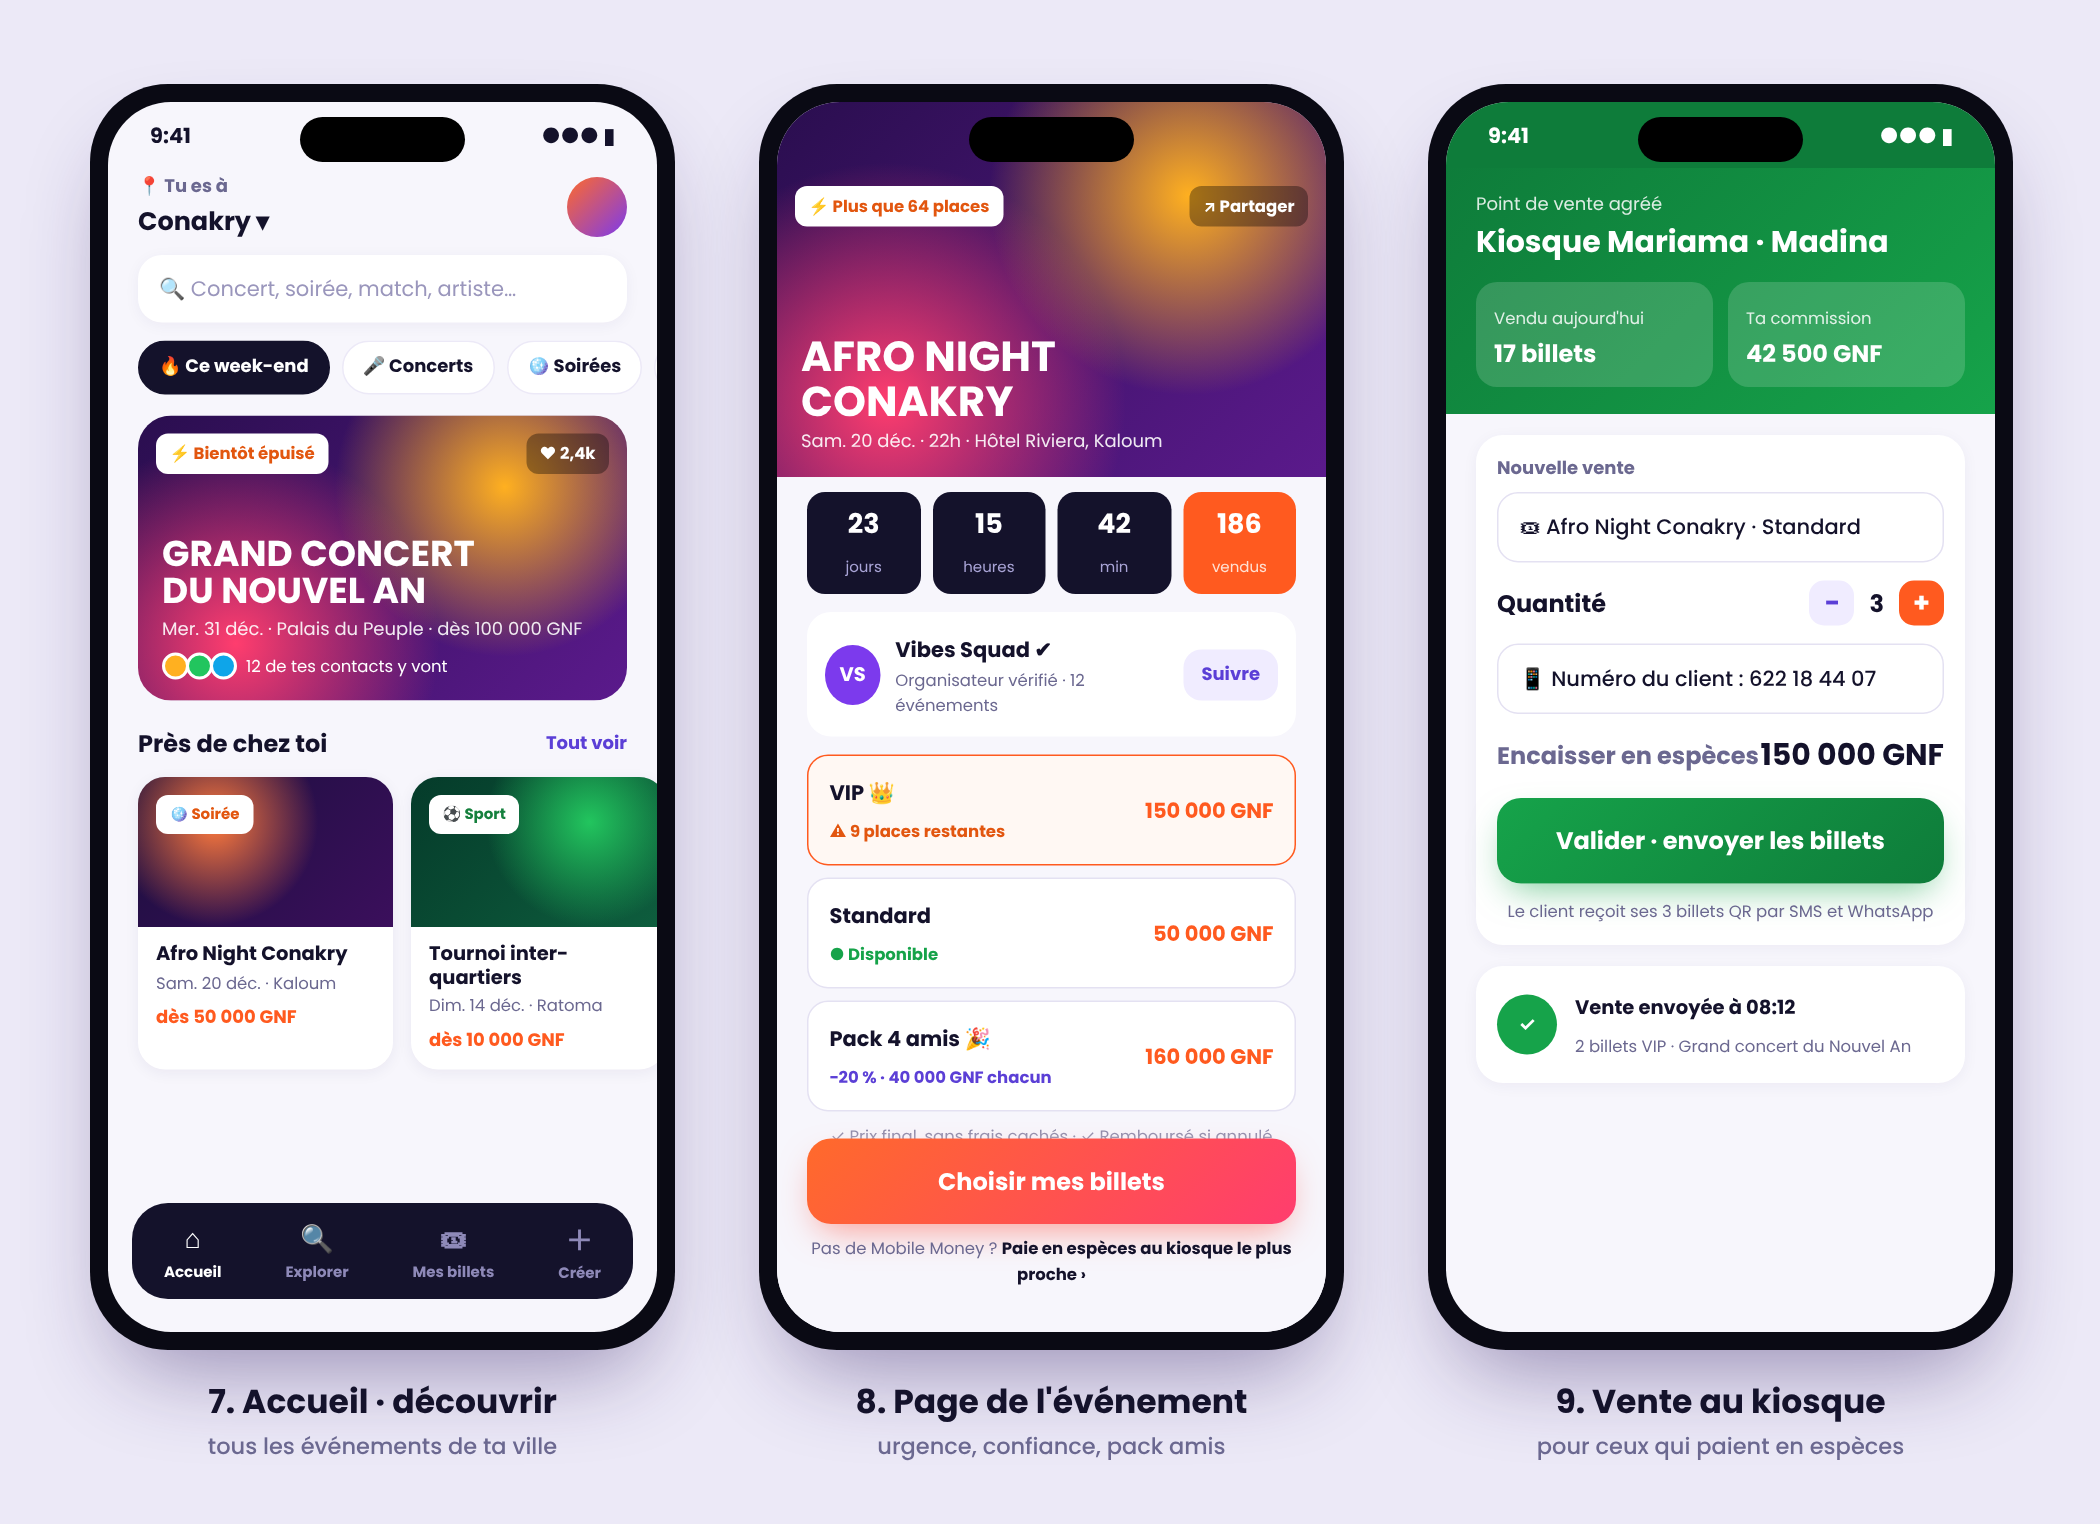 9:41
Tu es à
Conakry ▾
Concert, soirée, match, artiste...
Ce week-end
Concerts
Soirées
Bientôt épuisé
2,4k
GRAND CONCERT
DU NOUVEL AN
Mer. 31 déc. · Palais du Peuple · dès 100 000 GNF
12 de tes contacts y vont
Près de chez toi
Tout voir
Soirée
Afro Night Conakry
Sam. 20 déc. · Kaloum
dès 50 000 GNF
Sport
Tournoi inter-
quartiers
Dim. 14 déc. · Ratoma
dès 10 000 GNF
Accueil
Explorer
Mes billets
Créer
7. Accueil · découvrir
tous les événements de ta ville
Plus que 64 places
Partager
AFRO NIGHT
CONAKRY
Sam. 20 déc. · 22h · Hôtel Riviera, Kaloum
23
jours
15
heures
42
min
186
vendus
VS
Vibes Squad ✔
Organisateur vérifié · 12
événements
Suivre
VIP 👑
⚠ 9 places restantes
150 000 GNF
Standard
Disponible
50 000 GNF
Pack 4 amis 🎉
-20 % · 40 000 GNF chacun
160 000 GNF
✓ Prix final, sans frais cachés · ✓ Remboursé si annulé
Choisir mes billets
Pas de Mobile Money ? Paie en espèces au kiosque le plus
proche ›
8. Page de l'événement
urgence, confiance, pack amis
9:41
Point de vente agréé
Kiosque Mariama · Madina
Vendu aujourd'hui
17 billets
Ta commission
42 500 GNF
Nouvelle vente
Afro Night Conakry · Standard
Quantité
− 3 +
Numéro du client : 622 18 44 07
Encaisser en espèces 150 000 GNF
Valider · envoyer les billets
Le client reçoit ses 3 billets QR par SMS et WhatsApp
Vente envoyée à 08:12
2 billets VIP · Grand concert du Nouvel An
9. Vente au kiosque
pour ceux qui paient en espèces